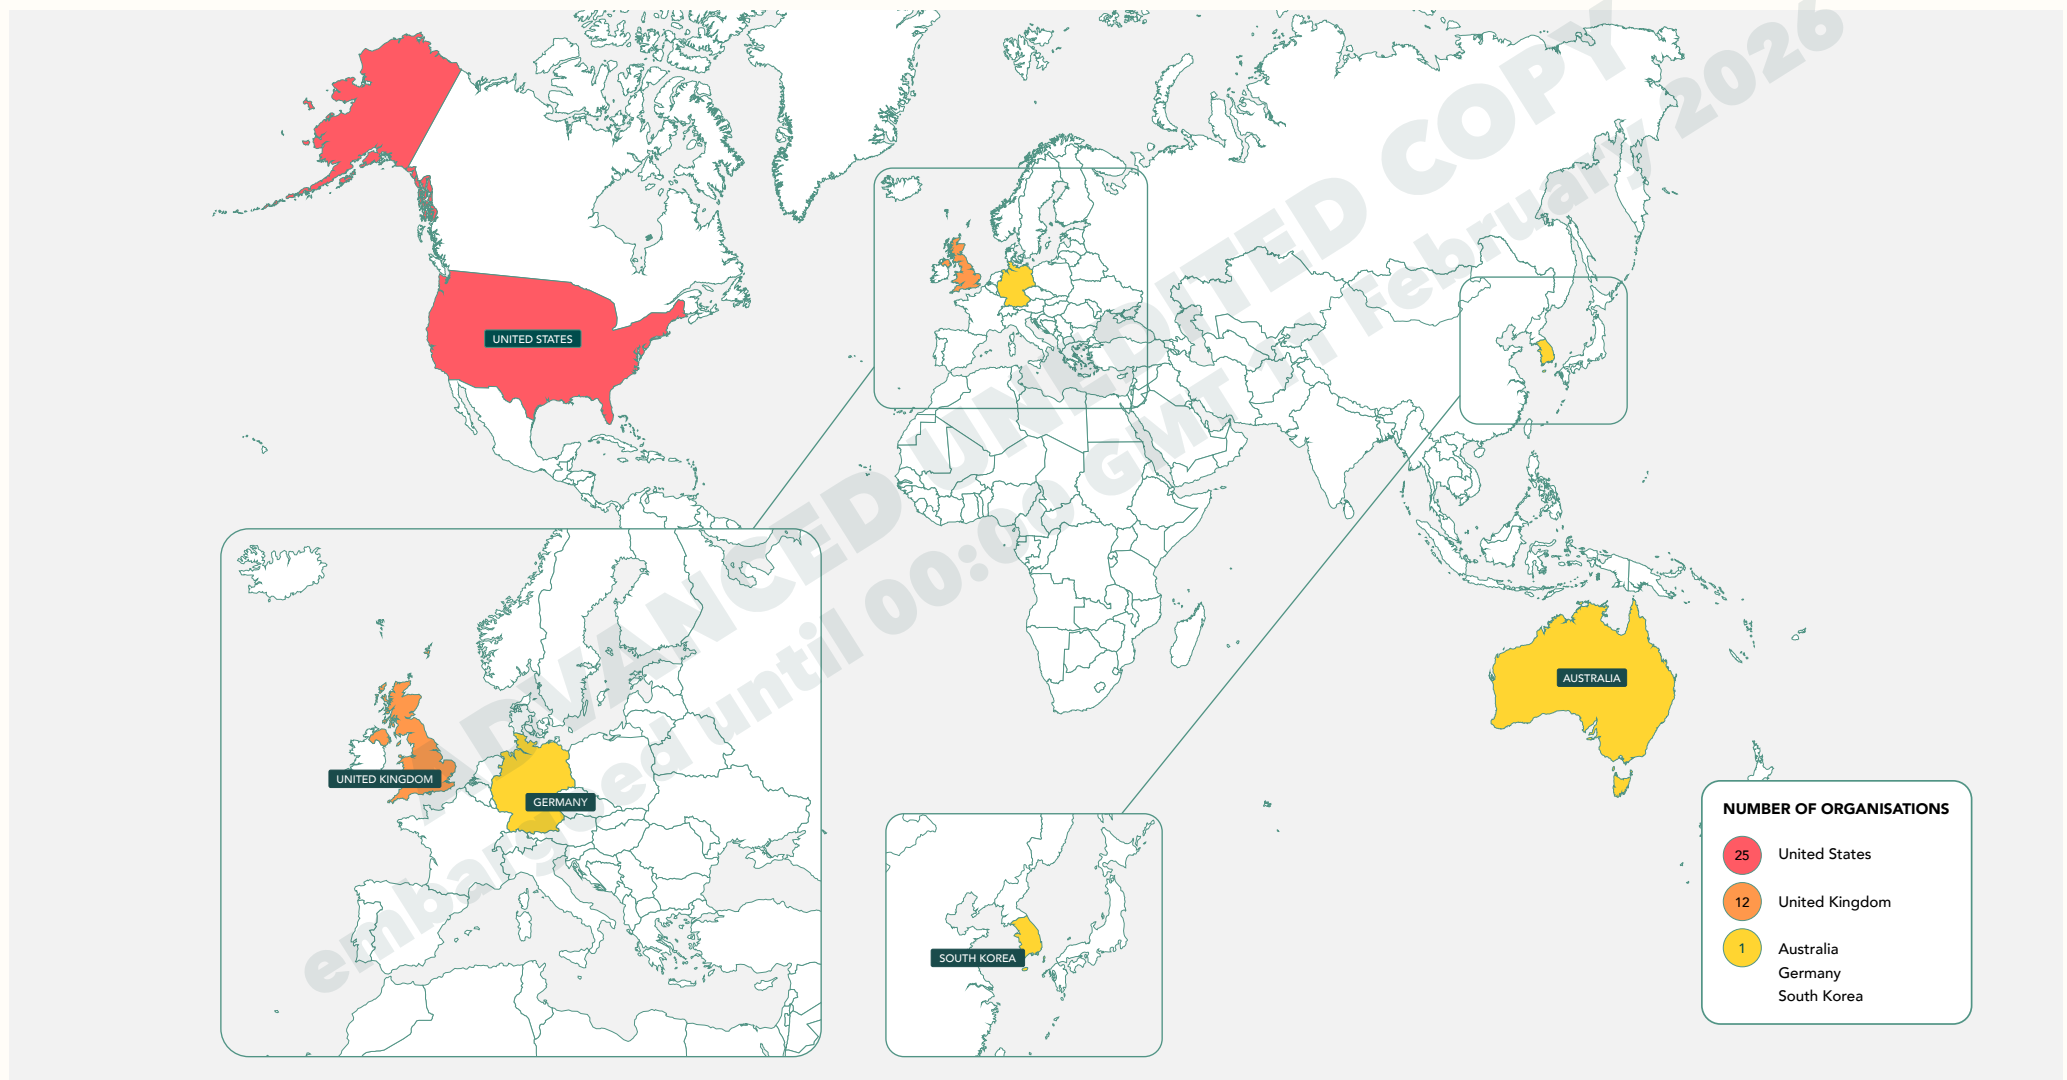 ADVANCED UNEDITED COPY
embargoed until 00:00 GMT 11 February 2026
UNITED STATES
AUSTRALIA
UNITED KINGDOM
GERMANY
SOUTH KOREA
NUMBER OF ORGANISATIONS
25 United States
12 United Kingdom
1 Australia
Germany
South Korea